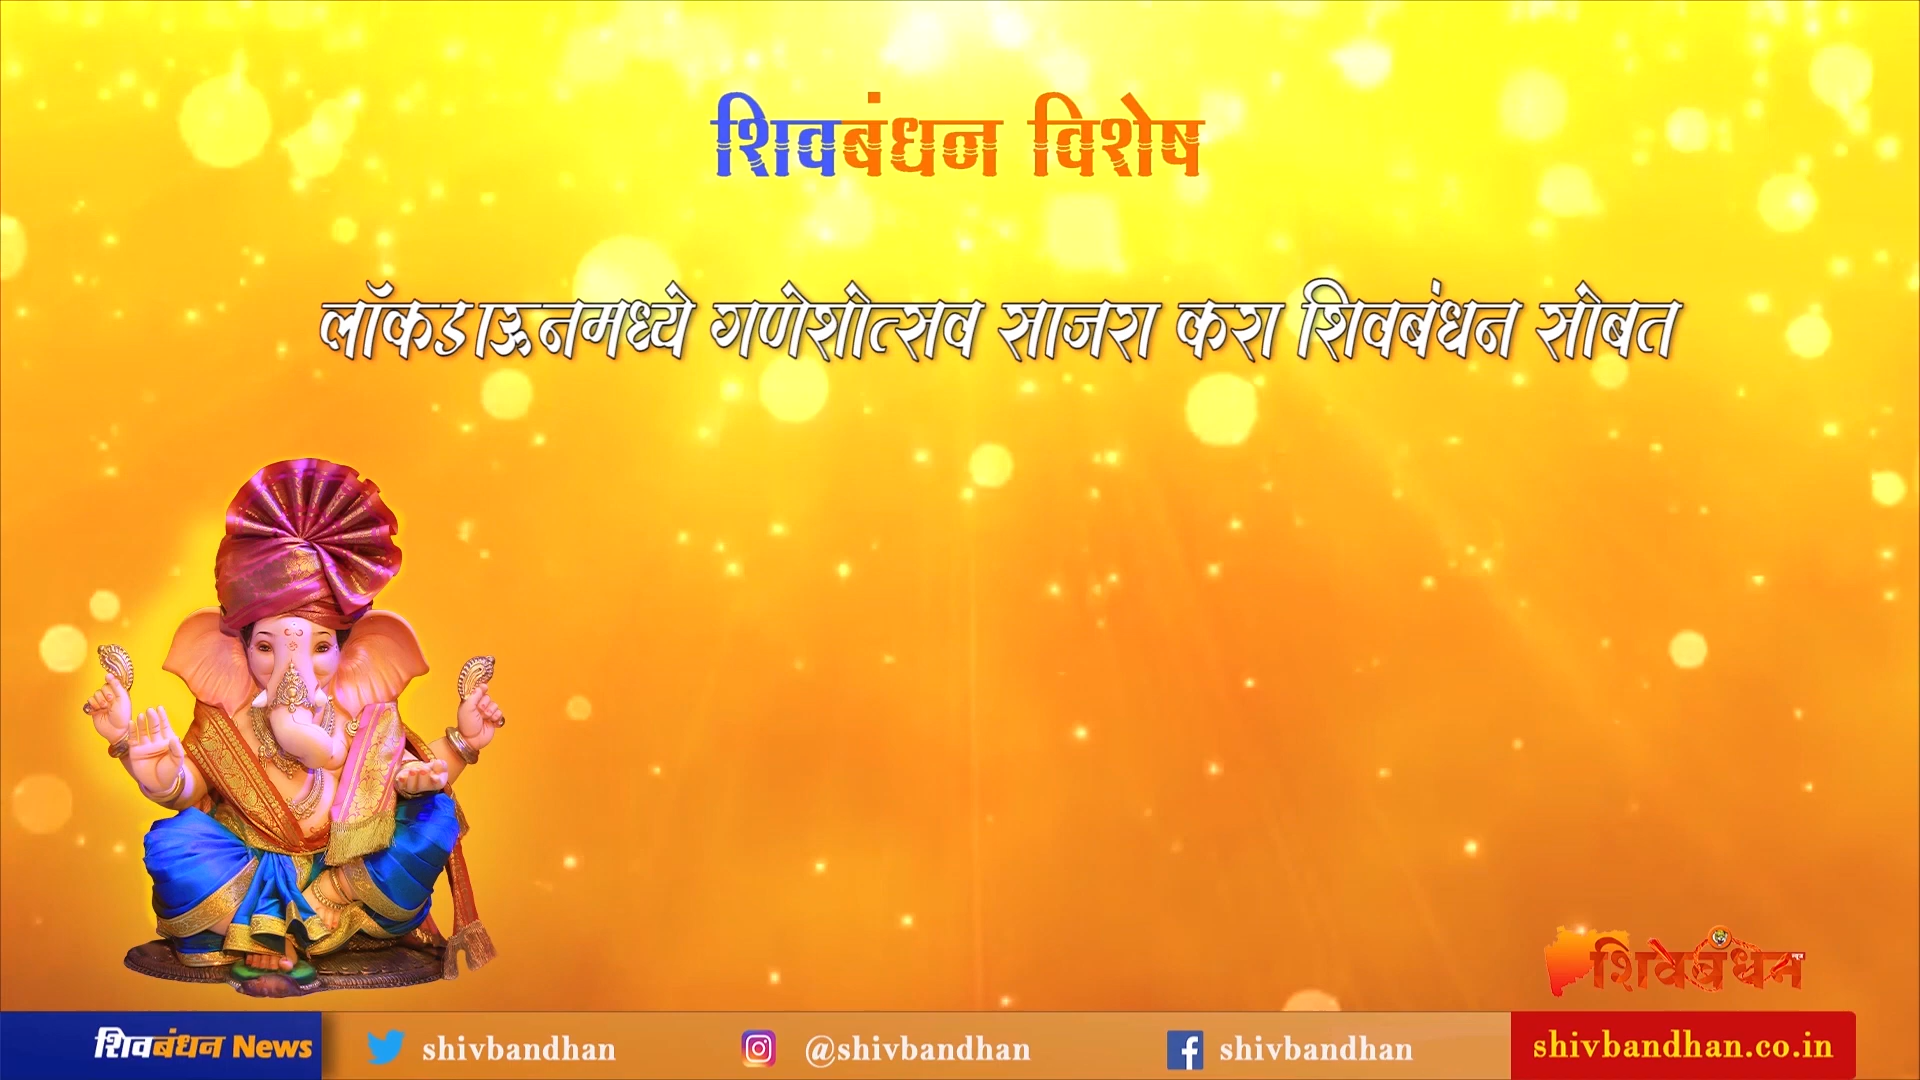 शिवबंधन विशेष
लॉकडाऊनमध्ये गणेशोत्सव साजरा करा शिवबंधन सोबत
शिवबंधन
शिवबंधन News
shivbandhan
@shivbandhan
shivbandhan
shivbandhan.co.in